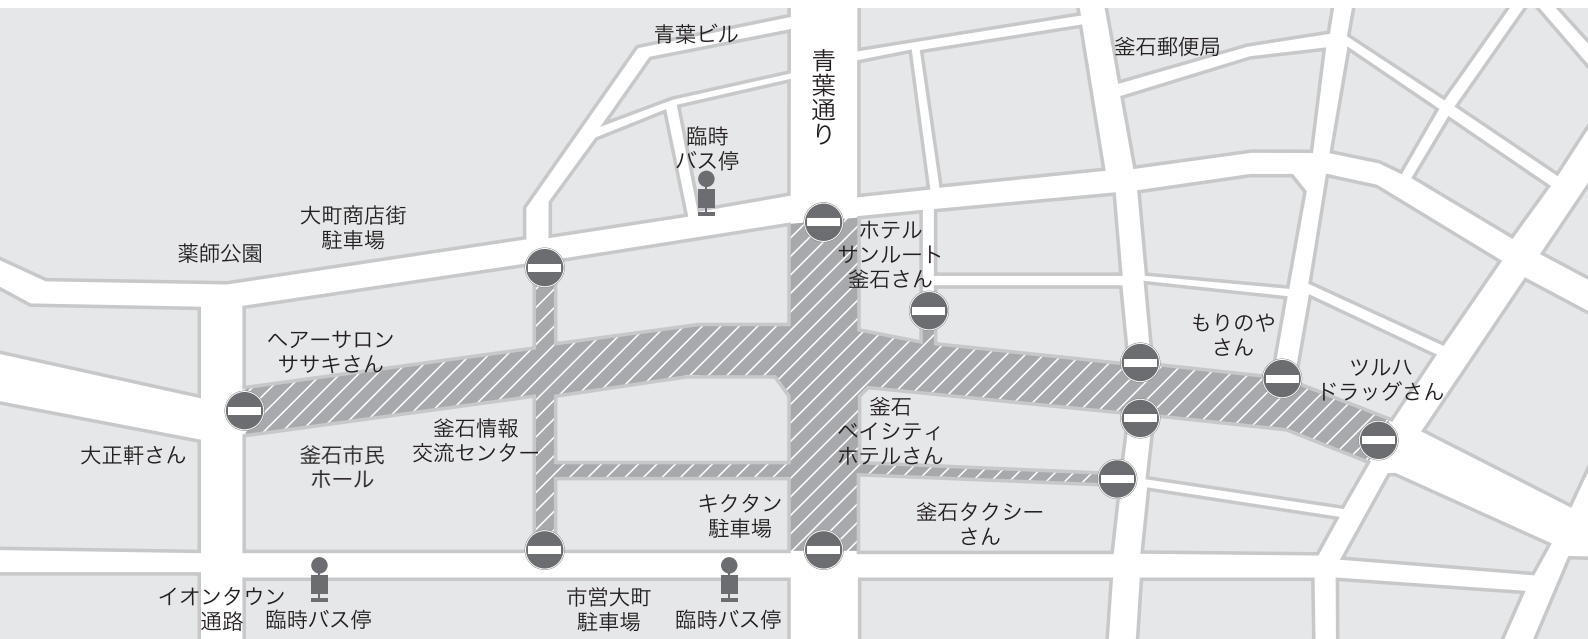 青葉ビル
青葉通り
釜石郵便局
臨時
バス停
大町商店街
駐車場
薬師公園
ホテル
サンルート
釜石さん
ヘアーサロン
ササキさん
もりのや
さん
ツルハ
ドラッグさん
釜石
ベイシティ
ホテルさん
大正軒さん
釜石市民
ホール
釜石情報
交流センター
キクタン
駐車場
釜石タクシー
さん
イオンタウン
通路
臨時バス停
市営大町
駐車場
臨時バス停